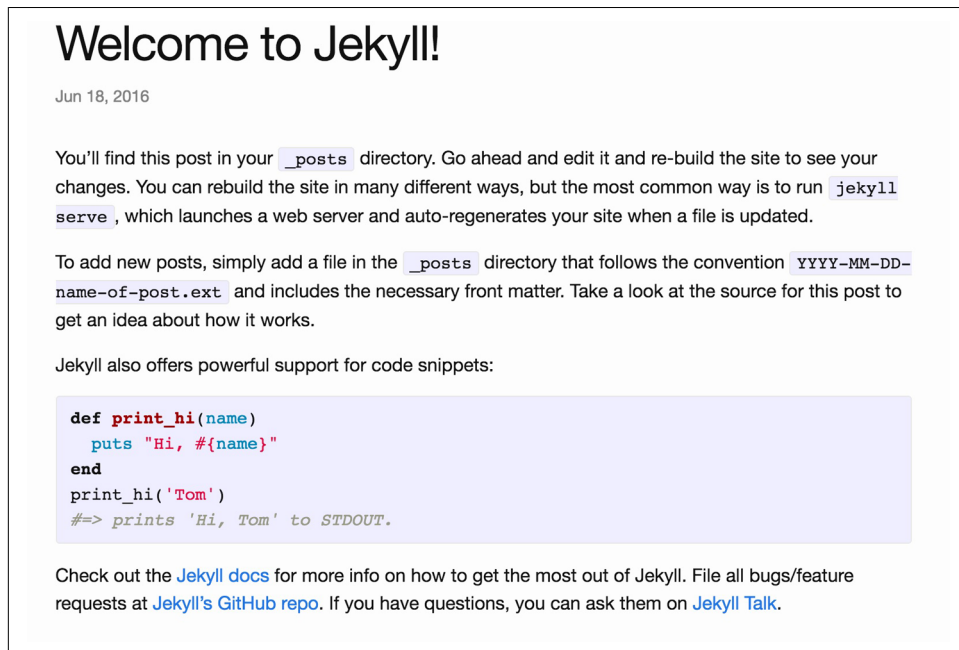 Welcome to Jekyll!
Jun 18, 2016
You’ll find this post in your _posts directory. Go ahead and edit it and re-build the site to see your
changes. You can rebuild the site in many different ways, but the most common way is to run jekyll
serve , which launches a web server and auto-regenerates your site when a file is updated.
To add new posts, simply add a file in the _posts directory that follows the convention YYYY-MM-DD-
name-of-post.ext and includes the necessary front matter. Take a look at the source for this post to
get an idea about how it works.
Jekyll also offers powerful support for code snippets:
def print_hi(name)
  puts "Hi, #{name}"
end
print_hi('Tom')
#=> prints 'Hi, Tom' to STDOUT.
Check out the Jekyll docs for more info on how to get the most out of Jekyll. File all bugs/feature
requests at Jekyll’s GitHub repo. If you have questions, you can ask them on Jekyll Talk.